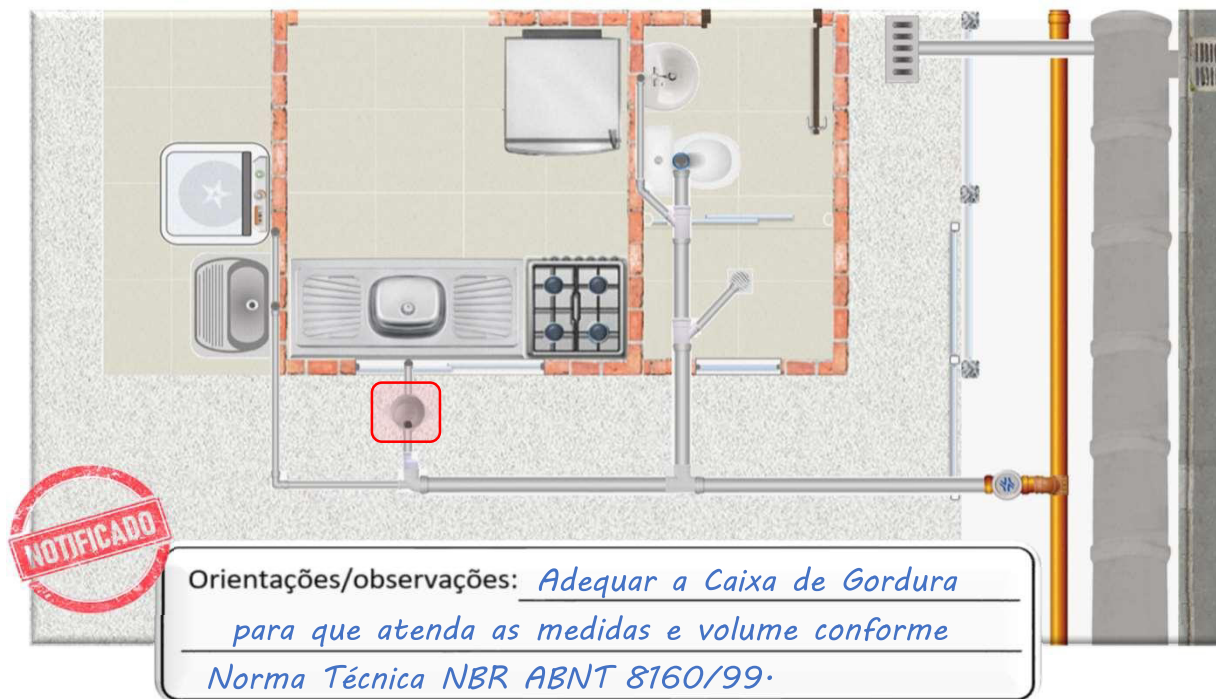 NOTIFICADO
Orientações/observações: Adequar a Caixa de Gordura
para que atenda as medidas e volume conforme
Norma Técnica NBR ABNT 8160/99.